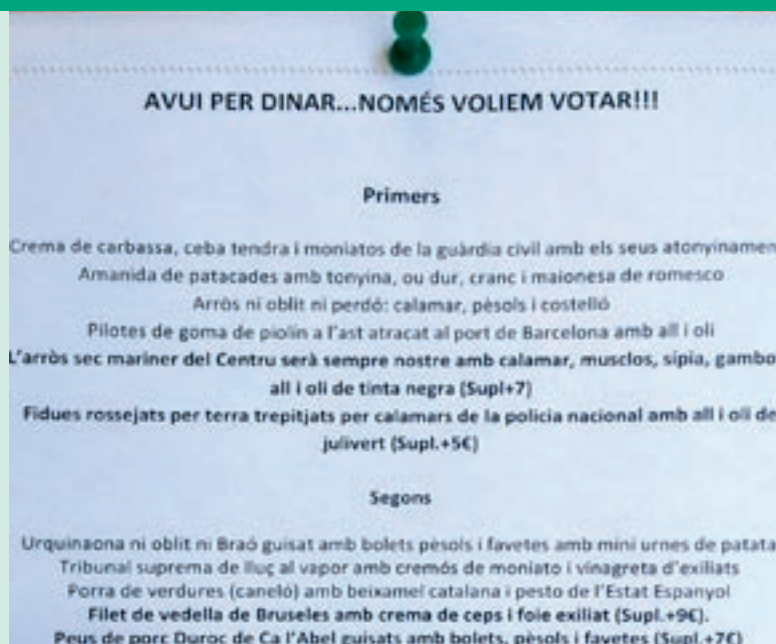 AVUI PER DINAR...NOMÉS VOLIEM VOTAR!!!
Primers
Crema de carbassa, ceba tendra i moniatos de la guàrdia civil amb els seus atonyinamen
Amanida de patacades amb tonyina, ou dur, cranc i maionesa de romesco
Arròs ni oblit ni perdó: calamar, pèsols i costelló
Pilotes de goma de piolín a l'ast atracat al port de Barcelona amb all i oli
L'arròs sec mariner del Centru serà sempre nostre amb calamar, musclos, sípia, gambo
all i oli de tinta negra (Supl+7)
Fidues rossejats per terra trepitjats per calamars de la policia nacional amb all i oli de
julivert (Supl.+5€)
Segons
Urquinaona ni oblit ni Braó guisat amb bolets pèsols i favetes amb mini urnes de patata
Tribunal suprema de lluç al vapor amb cremós de moniato i vinagreta d'exiliats
Porra de verdures (caneló) amb beixamel catalana i pesto de l'Estat Espanyol
Filet de vedella de Bruseles amb crema de ceps i foie exiliat (Supl.+9€).
Peus de porc Duroc de Ca l'Abel guisats amb bolets, pèsols i favetes (Supl.+7€)